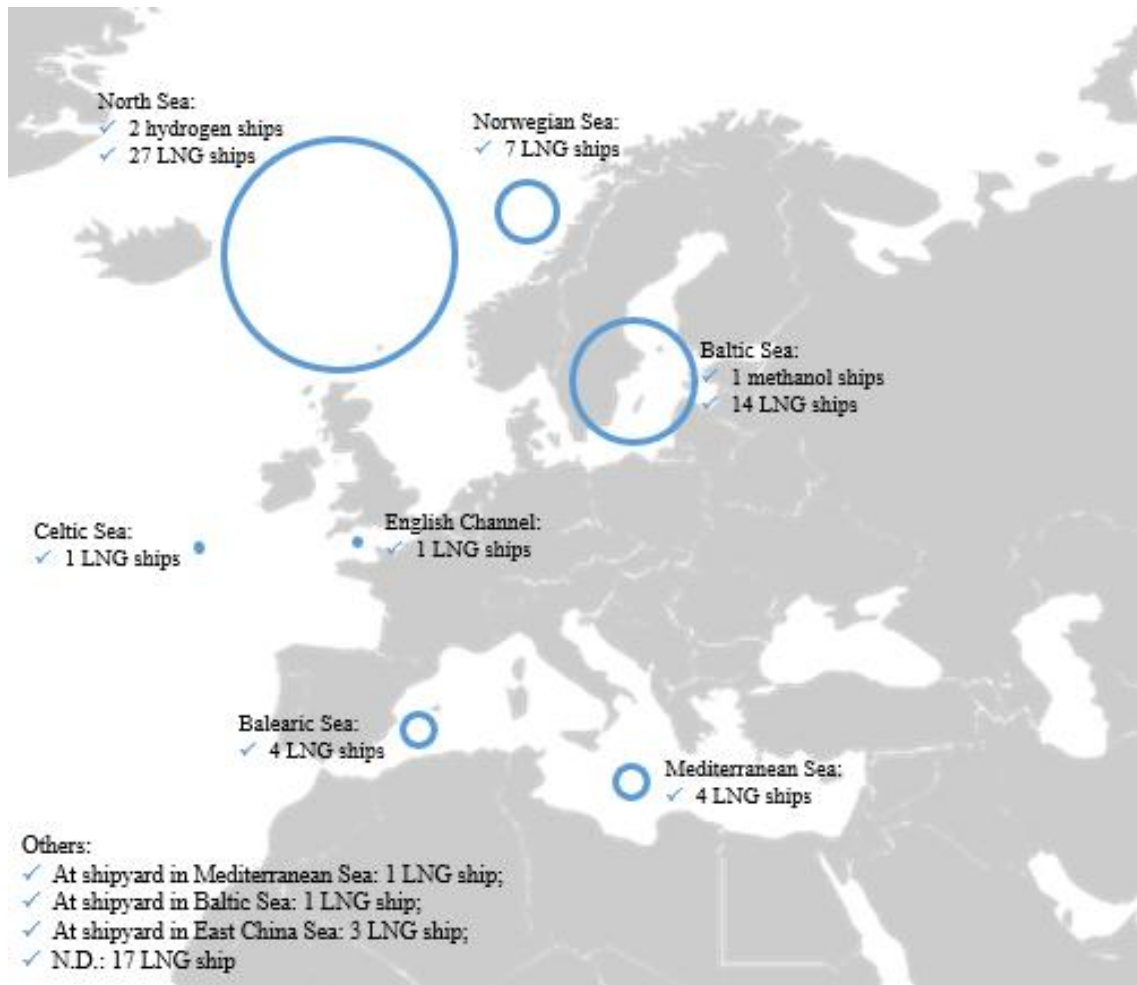 North Sea:
✓ 2 hydrogen ships
✓ 27 LNG ships
Norwegian Sea:
✓ 7 LNG ships
Baltic Sea:
✓ 1 methanol ships
✓ 14 LNG ships
Celtic Sea:
✓ 1 LNG ships
English Channel:
✓ 1 LNG ships
Balearic Sea:
✓ 4 LNG ships
Mediterranean Sea:
✓ 4 LNG ships
Others:
✓ At shipyard in Mediterranean Sea: 1 LNG ship;
✓ At shipyard in Baltic Sea: 1 LNG ship;
✓ At shipyard in East China Sea: 3 LNG ship;
✓ N.D.: 17 LNG ship